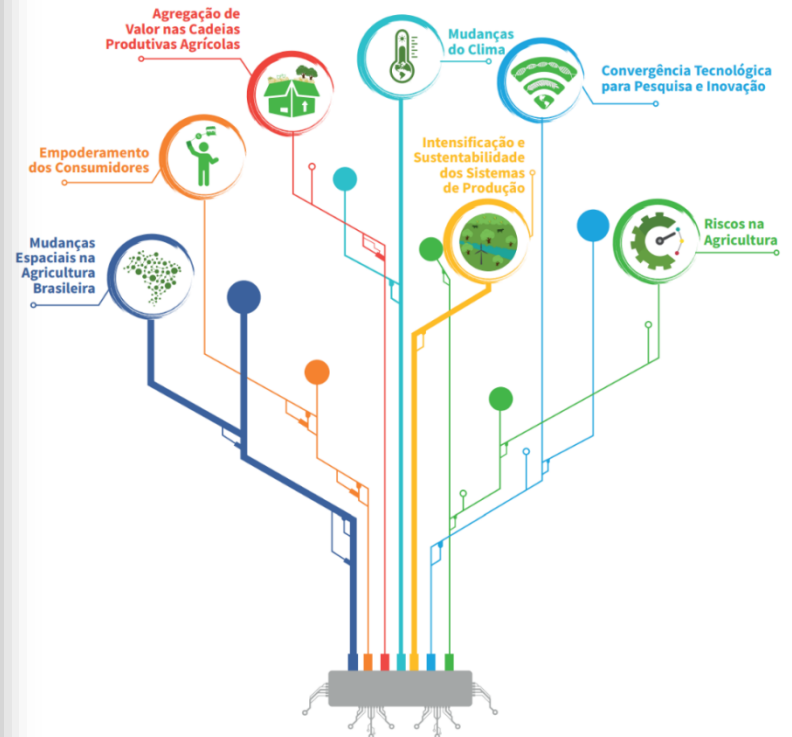 Agregação de
Valor nas Cadeias
Produtivas Agrícolas
Mudanças
do Clima
Convergência Tecnológica
para Pesquisa e Inovação
Empoderamento
dos Consumidores
Intensificação e
Sustentabilidade
dos Sistemas
de Produção
Mudanças
Espaciais na
Agricultura
Brasileira
Riscos na
Agricultura